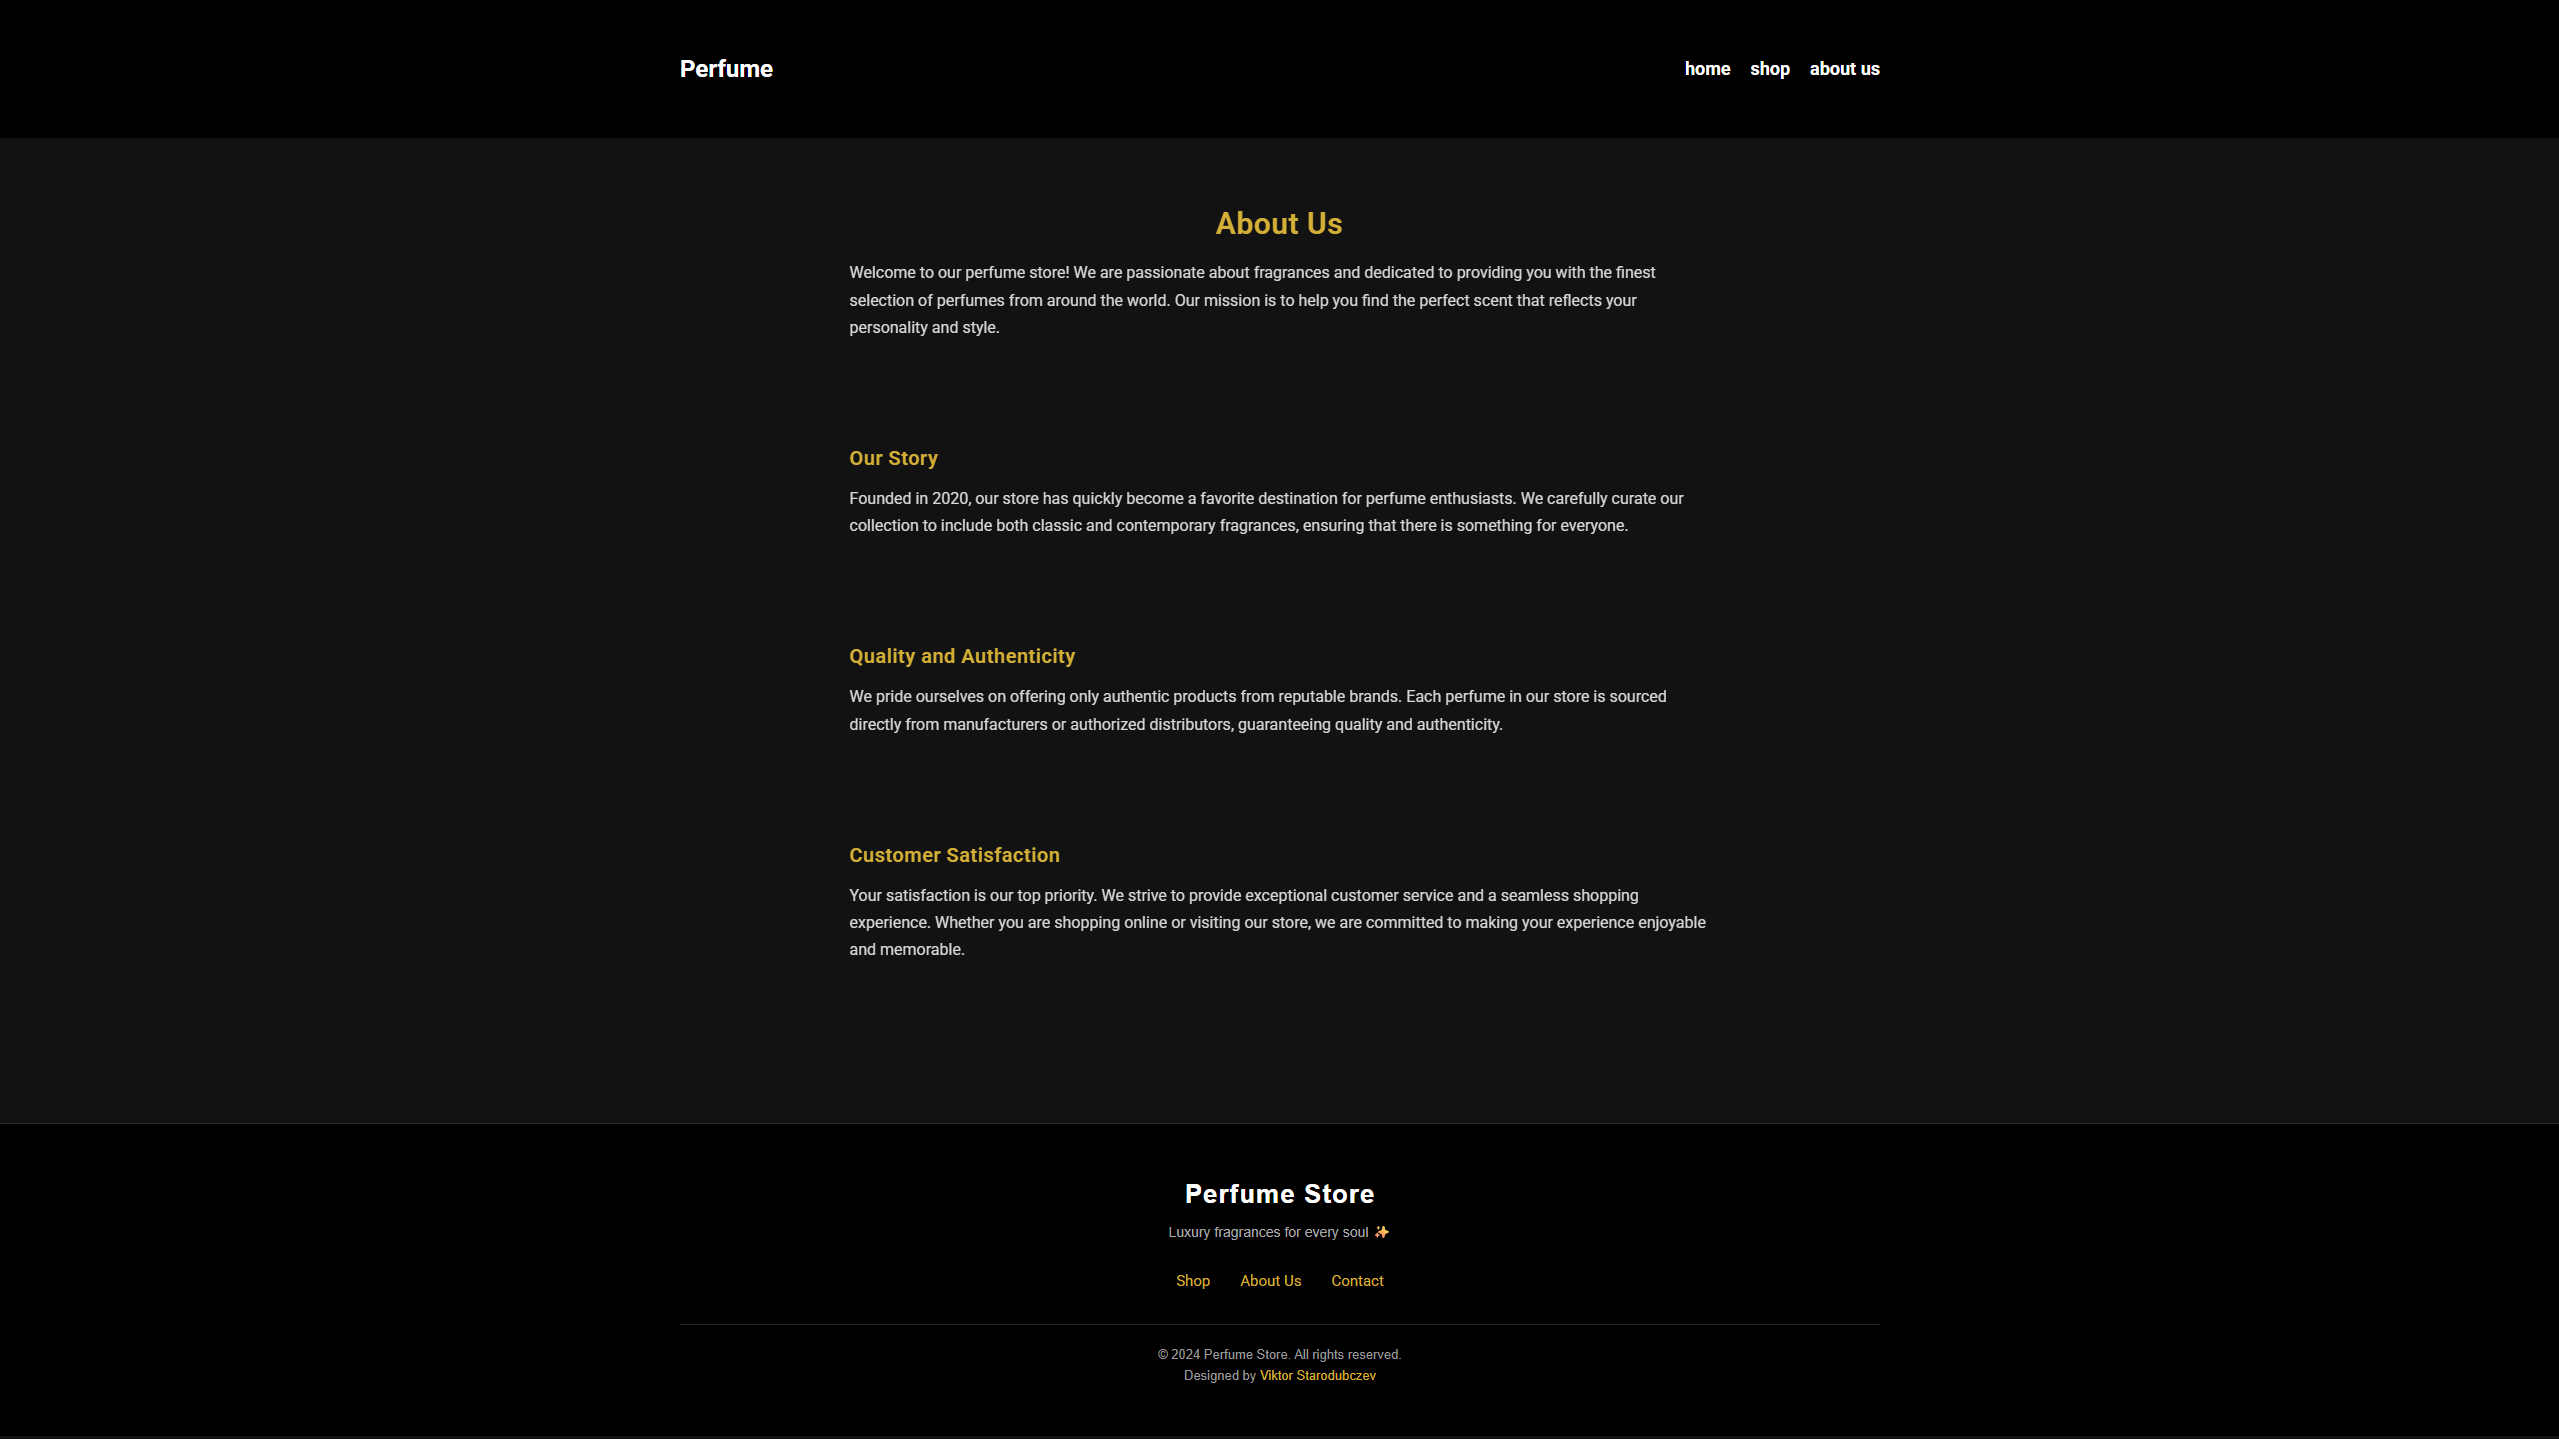 Perfume
home shop about us
About Us
Welcome to our perfume store! We are passionate about fragrances and dedicated to providing you with the finest
selection of perfumes from around the world. Our mission is to help you find the perfect scent that reflects your
personality and style.
Our Story
Founded in 2020, our store has quickly become a favorite destination for perfume enthusiasts. We carefully curate our
collection to include both classic and contemporary fragrances, ensuring that there is something for everyone.
Quality and Authenticity
We pride ourselves on offering only authentic products from reputable brands. Each perfume in our store is sourced
directly from manufacturers or authorized distributors, guaranteeing quality and authenticity.
Customer Satisfaction
Your satisfaction is our top priority. We strive to provide exceptional customer service and a seamless shopping
experience. Whether you are shopping online or visiting our store, we are committed to making your experience enjoyable
and memorable.
Perfume Store
Luxury fragrances for every soul ✨
Shop About Us Contact
© 2024 Perfume Store. All rights reserved.
Designed by Viktor Starodubczev